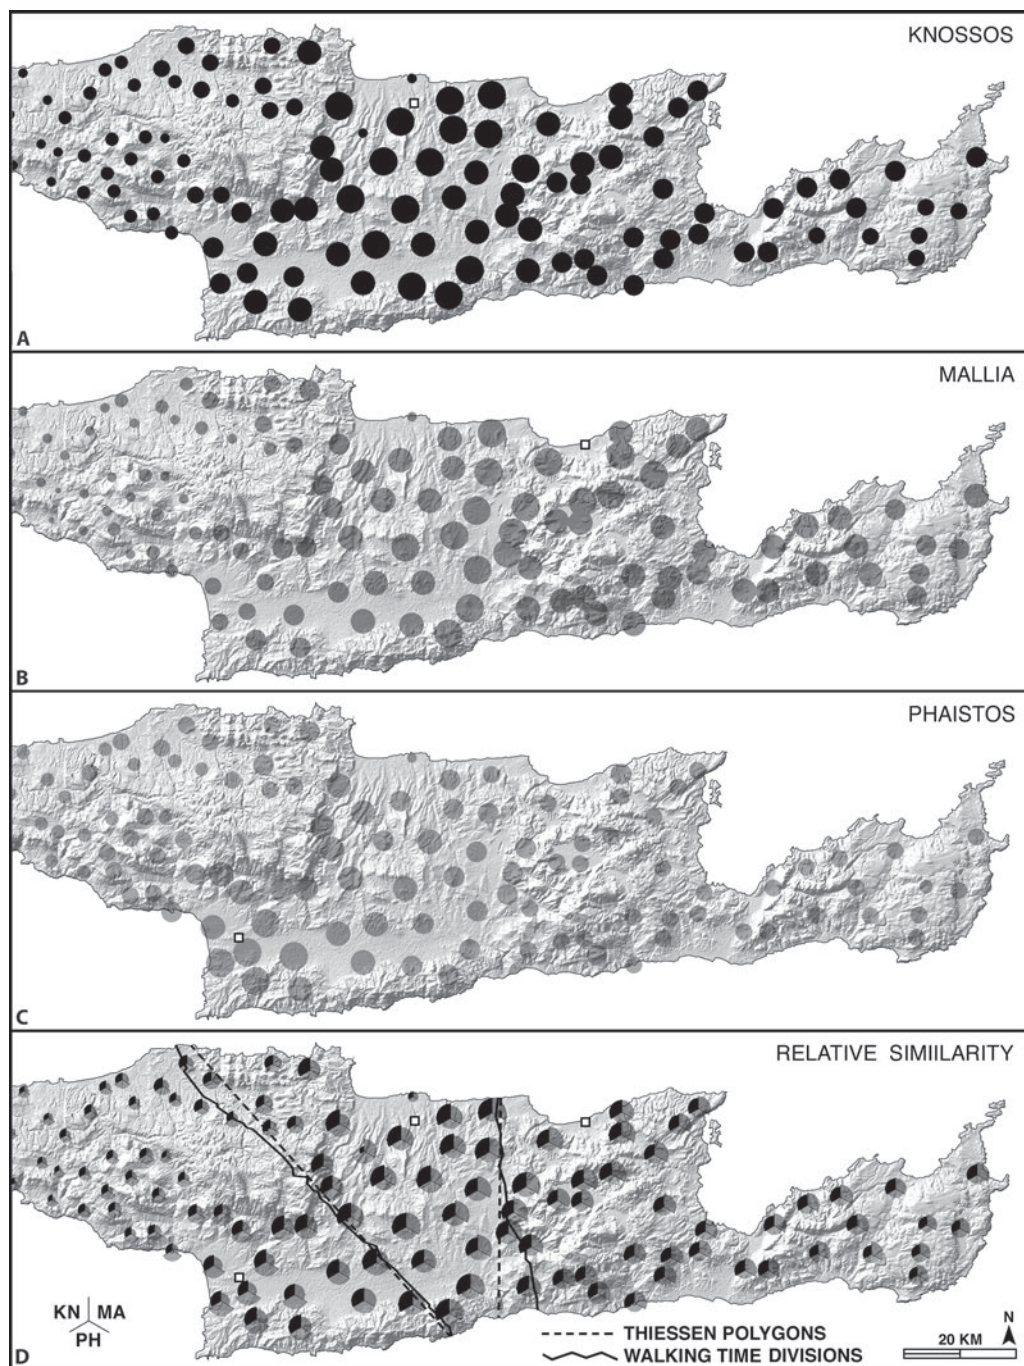 KNOSSOS
A
MALLIA
B
PHAISTOS
C
RELATIVE SIMIILARITY
KN MA
PH
D
THIESSEN POLYGONS
WALKING TIME DIVISIONS
N
20 KM